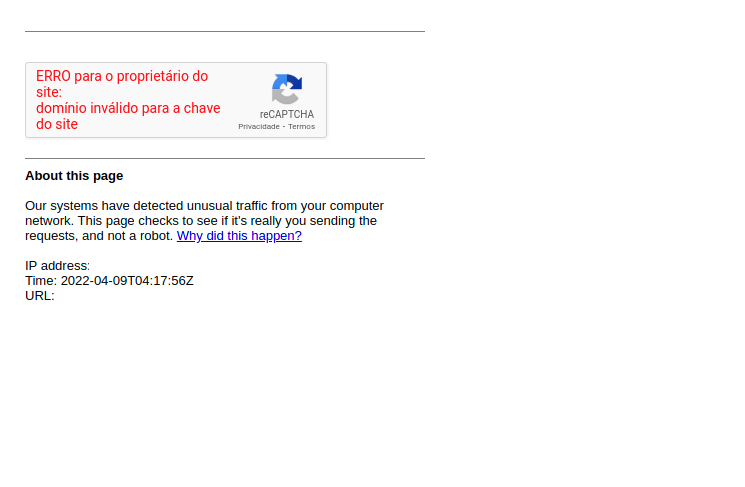 ERRO para o proprietário do
site:
domínio inválido para a chave
do site
reCAPTCHA
Privacidade - Termos
About this page
Our systems have detected unusual traffic from your computer
network. This page checks to see if it's really you sending the
requests, and not a robot. Why did this happen?
IP address:
Time: 2022-04-09T04:17:56Z
URL: